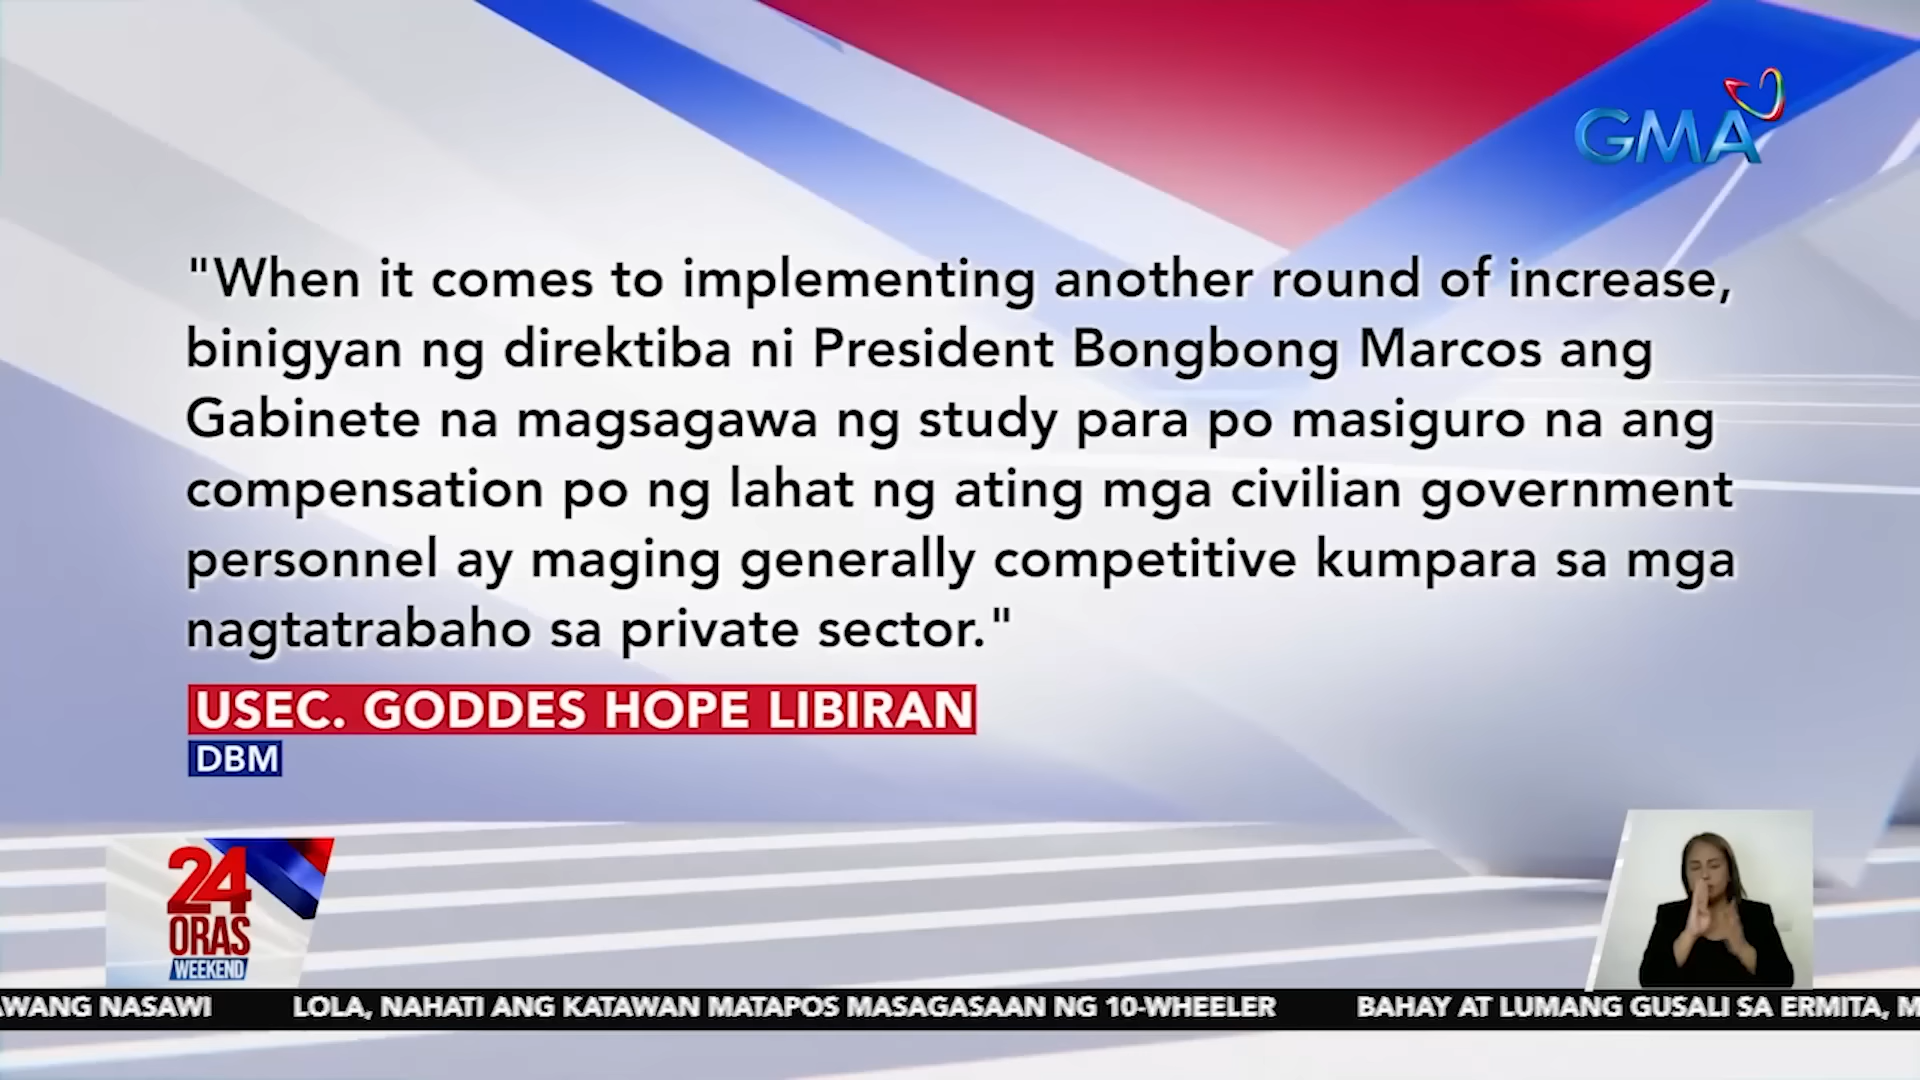 GMA
"When it comes to implementing another round of increase,
binigyan ng direktiba ni President Bongbong Marcos ang
Gabinete na magsagawa ng study para po masiguro na ang
compensation po ng lahat ng ating mga civilian government
personnel ay maging generally competitive kumpara sa mga
nagtatrabaho sa private sector."
USEC. GODDES HOPE LIBIRAN
DBM
24
ORAS
WEEKEND
AWANG NASAWI LOLA, NAHATI ANG KATAWAN MATAPOS MASAGASAAN NG 10-WHEELER BAHAY AT LUMANG GUSALI SA ERMITA, M